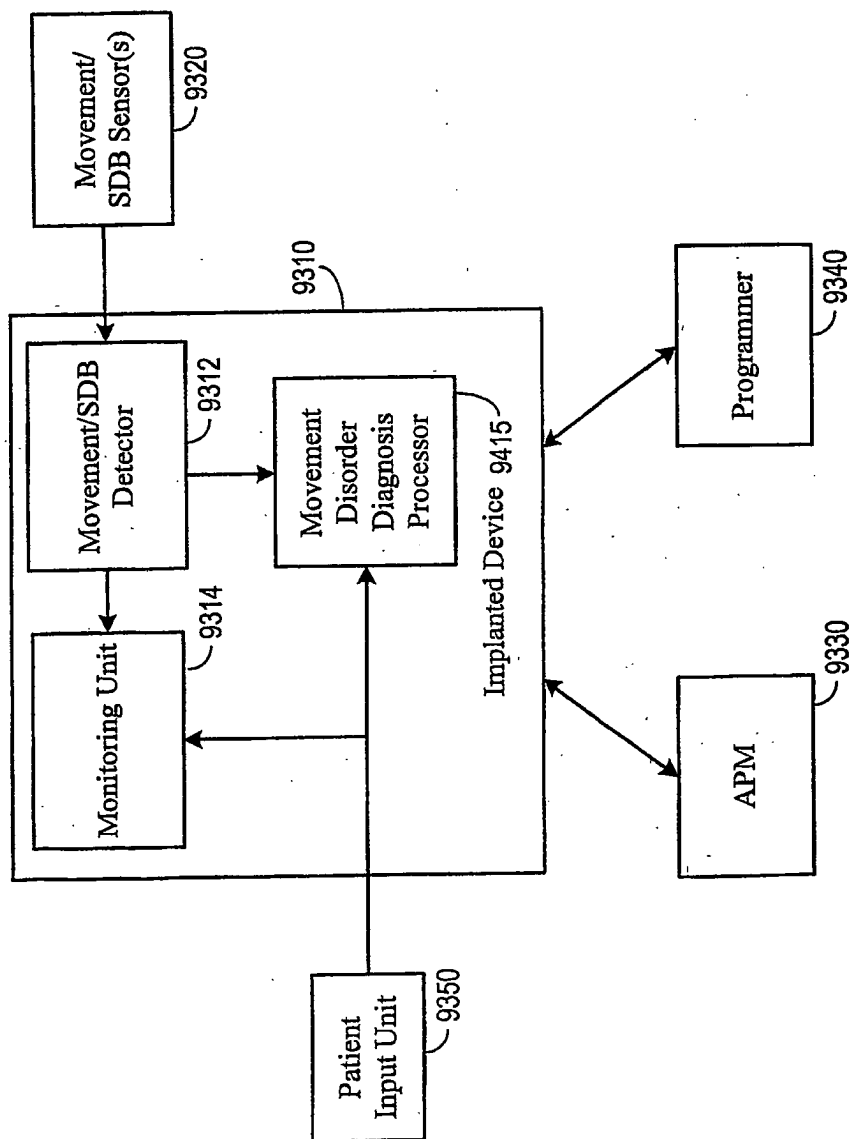 Movement/
SDB Sensor(s)
9320
9310
Movement/SDB
Detector
9312
Monitoring Unit
9314
Movement
Disorder
Diagnosis
Processor
9415
Implanted Device
Patient
Input Unit
9350
APM
9330
Programmer
9340